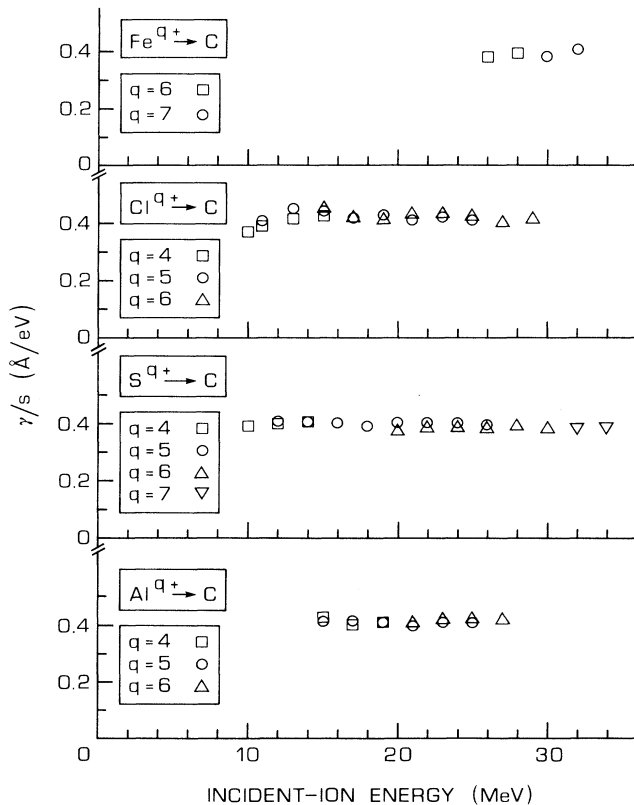 Fe^q+ → C
q = 6 □
q = 7 ○
0.4
0.2
0
Cl^q+ → C
q = 4 □
q = 5 ○
q = 6 △
0.4
0.2
0
S^q+ → C
q = 4 □
q = 5 ○
q = 6 △
q = 7 ▽
0.4
0.2
0
Al^q+ → C
q = 4 □
q = 5 ○
q = 6 △
0.4
0.2
0 10 20 30
γ/s (Å/eV)
INCIDENT-ION ENERGY (MeV)